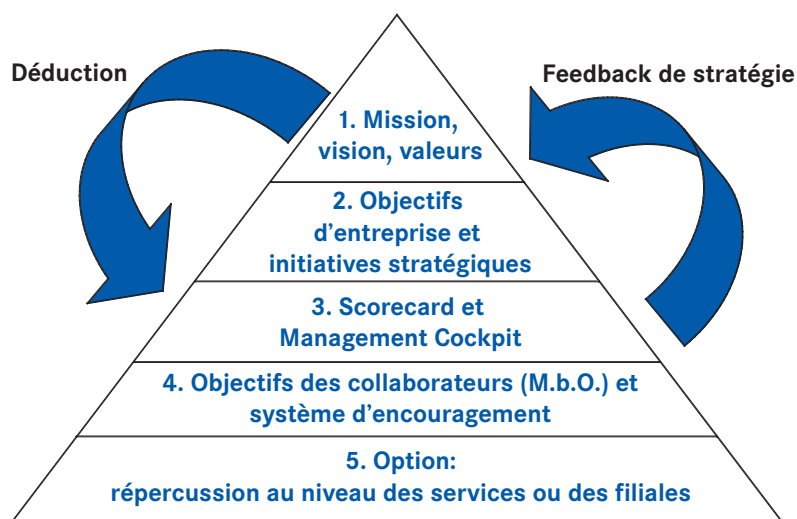 Déduction
Feedback de stratégie
1. Mission,
vision, valeurs
2. Objectifs
d'entreprise et
initiatives stratégiques
3. Scorecard et
Management Cockpit
4. Objectifs des collaborateurs (M.b.O.) et
système d'encouragement
5. Option:
répercussion au niveau des services ou des filiales